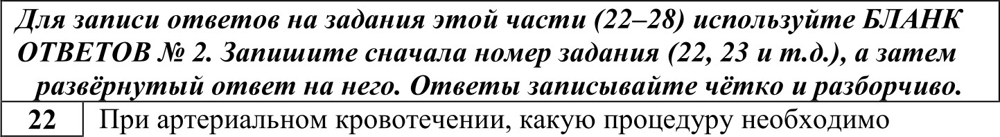 Для записи ответов на задания этой части (22–28) используйте БЛАНК
ОТВЕТОВ № 2. Запишите сначала номер задания (22, 23 и т.д.), а затем
развёрнутый ответ на него. Ответы записывайте чётко и разборчиво.
22 При артериальном кровотечении, какую процедуру необходимо